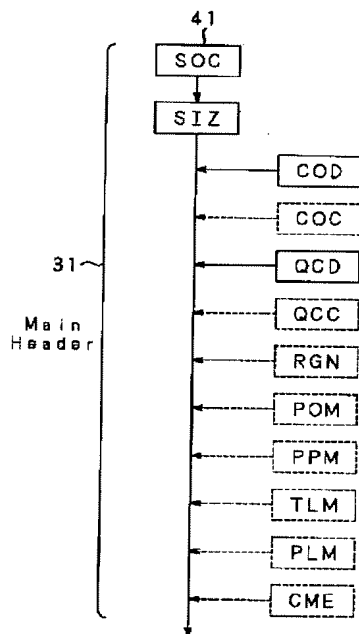 41
SOC
SIZ
COD
COC
31
QCD
Main
Header
QCC
RGN
POM
PPM
TLM
PLM
CME